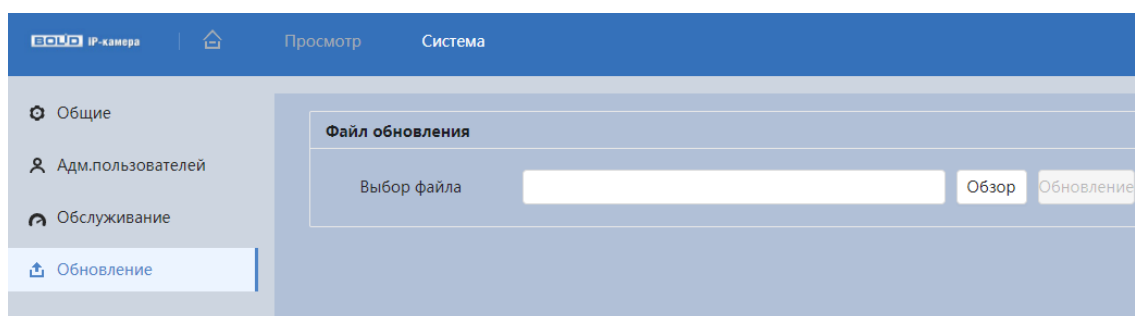 BOLID IP-камера Просмотр Система
Общие
Файл обновления
Адм.пользователей
Выбор файла Обзор Обновление
Обслуживание
Обновление